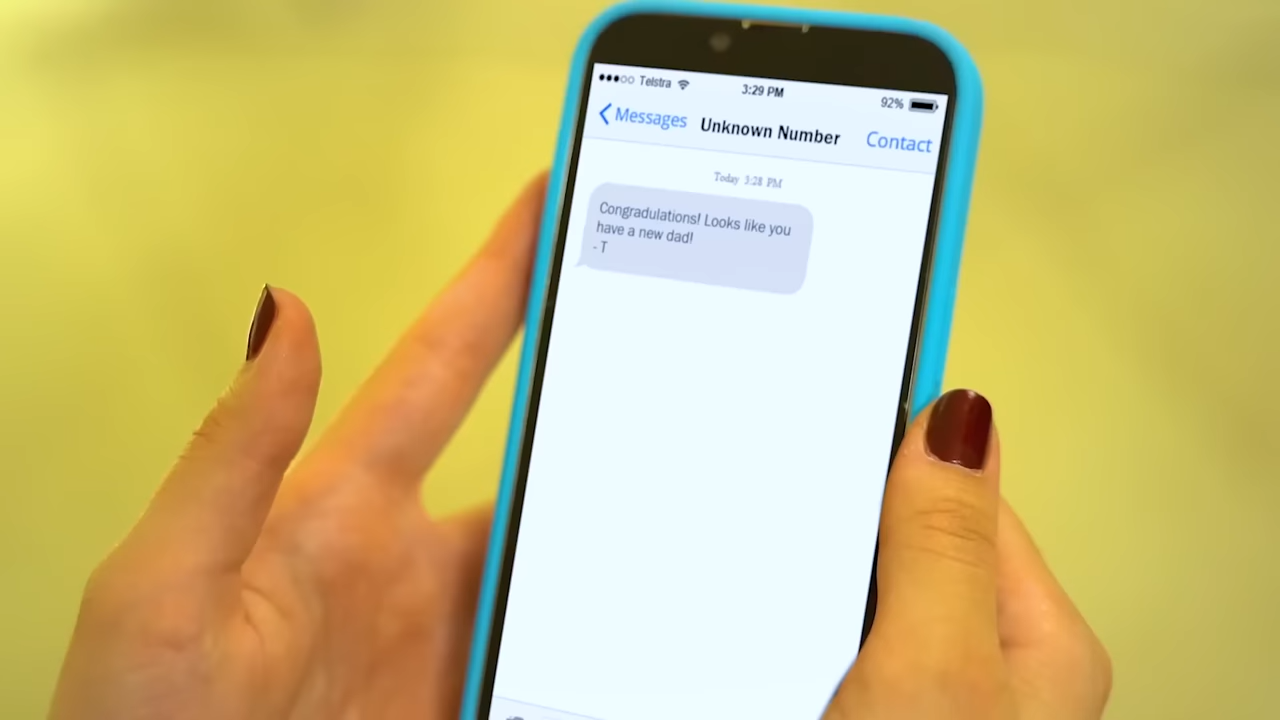 Telstra 3:29 PM 92%
Messages Unknown Number Contact
Today 3:28 PM
Congradulations! Looks like you
have a new dad!
- T